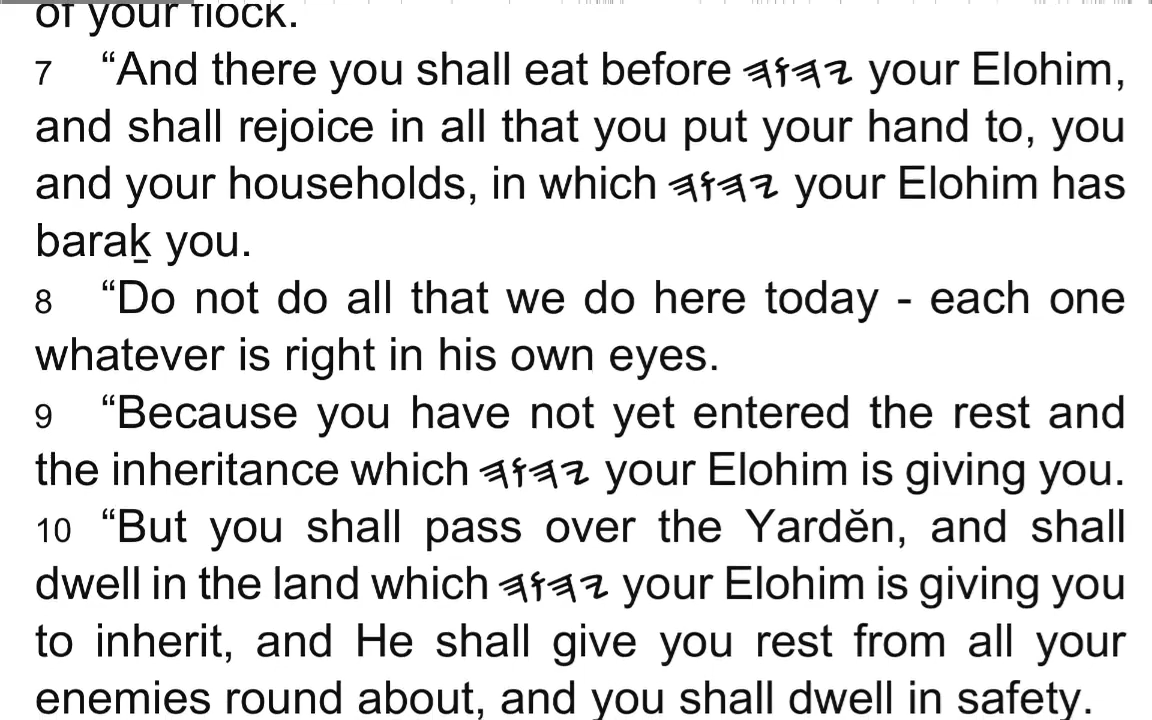 of your flock.
7 “And there you shall eat before 𐤉𐤄𐤅𐤄 your Elohim,
and shall rejoice in all that you put your hand to, you
and your households, in which 𐤉𐤄𐤅𐤄 your Elohim has
baraḵ you.
8 “Do not do all that we do here today - each one
whatever is right in his own eyes.
9 “Because you have not yet entered the rest and
the inheritance which 𐤉𐤄𐤅𐤄 your Elohim is giving you.
10 “But you shall pass over the Yardĕn, and shall
dwell in the land which 𐤉𐤄𐤅𐤄 your Elohim is giving you
to inherit, and He shall give you rest from all your
enemies round about, and you shall dwell in safety.